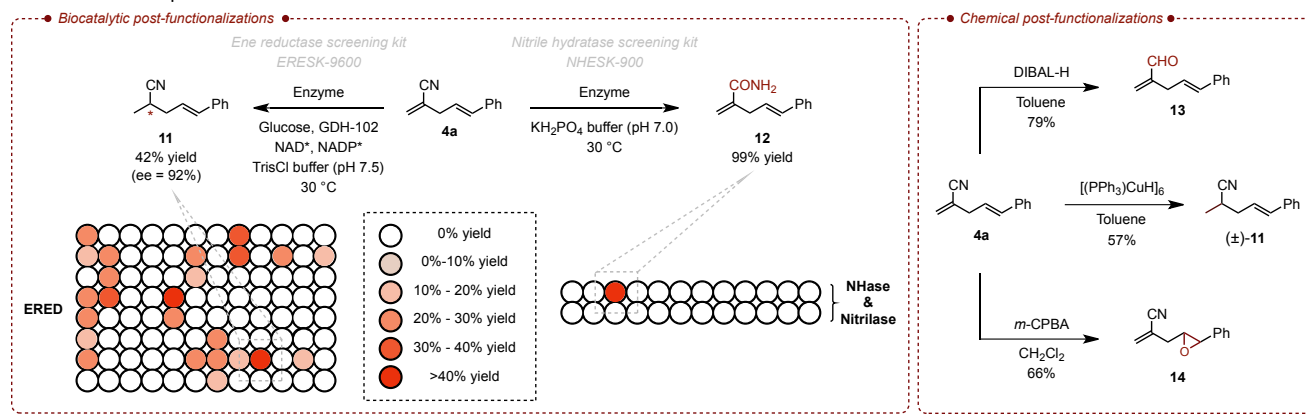 Biocatalytic post-functionalizations
Ene reductase screening kit
ERESK-9600
Nitrile hydratase screening kit
NHESK-900
CN
Ph
*
11
42% yield
(ee = 92%)
Enzyme
Glucose, GDH-102
NAD*, NADP*
TrisCl buffer (pH 7.5)
30 °C
CN
Ph
4a
Enzyme
KH2PO4 buffer (pH 7.0)
30 °C
CONH2
Ph
12
99% yield
ERED
0% yield
0%-10% yield
10% - 20% yield
20% - 30% yield
30% - 40% yield
>40% yield
NHase
&
Nitrilase
Chemical post-functionalizations
CN
Ph
4a
DIBAL-H
Toluene
79%
CHO
Ph
13
[(PPh3)CuH]6
Toluene
57%
CN
Ph
(±)-11
m-CPBA
CH2Cl2
66%
CN
Ph
O
14